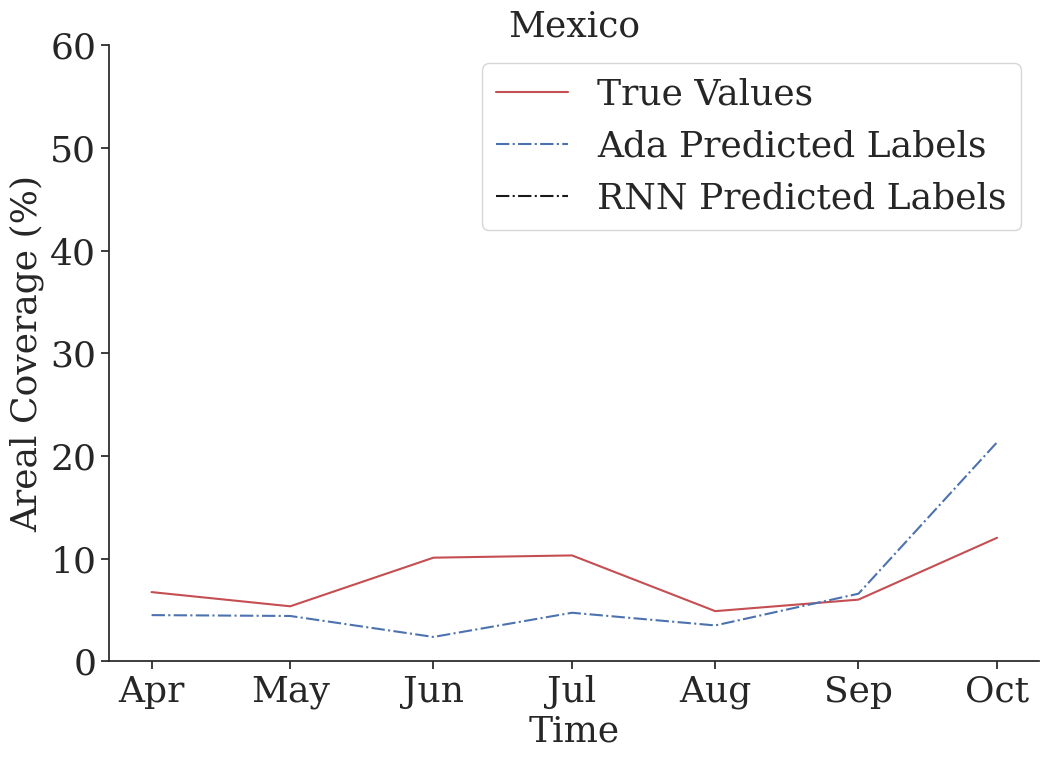 Mexico
60
50
40
30
20
10
0
Areal Coverage (%)
True Values
Ada Predicted Labels
RNN Predicted Labels
Apr May Jun Jul Aug Sep Oct
Time